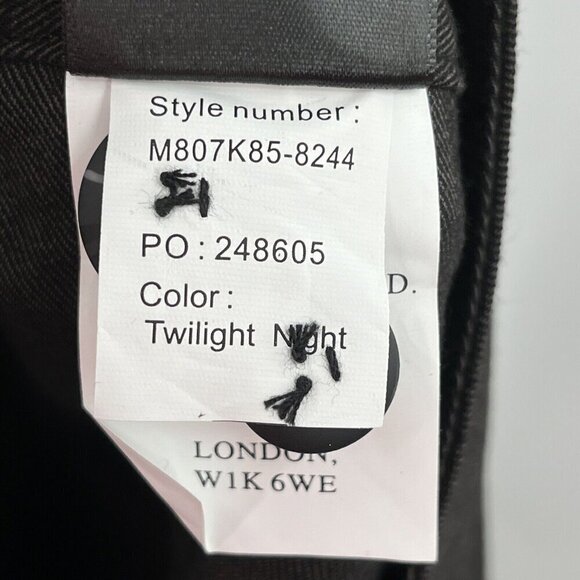 Style number :
M807K85-8244
PO : 248605
Color :
Twilight Night
D.
LONDON,
W1K 6WE